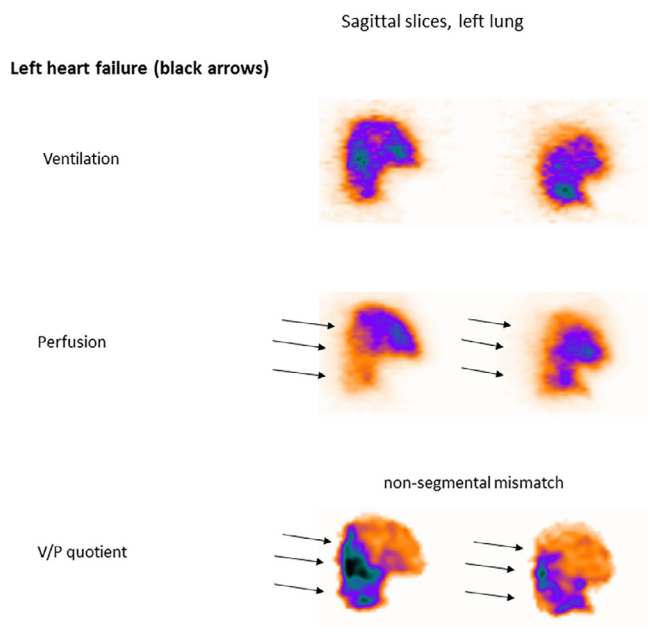 Sagittal slices, left lung
Left heart failure (black arrows)
Ventilation
Perfusion
non-segmental mismatch
V/P quotient